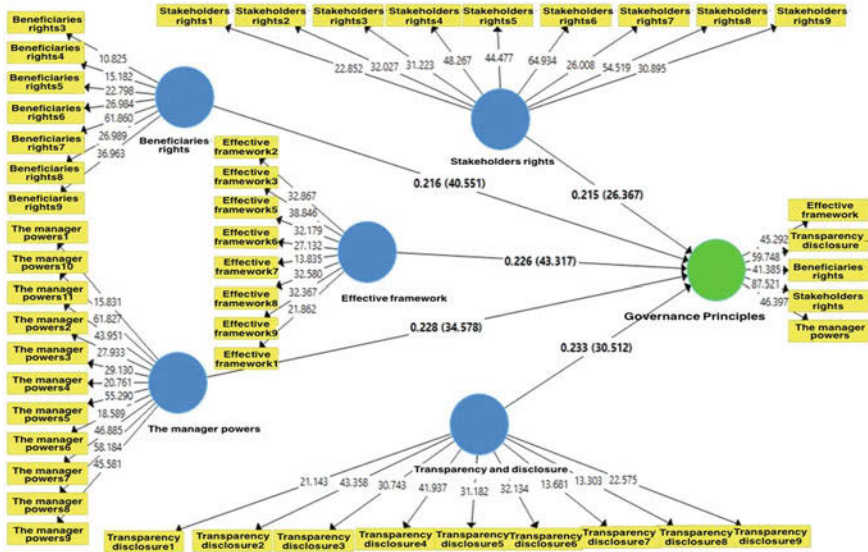 Stakeholders
rights1
Stakeholders
rights2
Stakeholders
rights3
Stakeholders
rights4
Stakeholders
rights5
Stakeholders
rights6
Stakeholders
rights7
Stakeholders
rights8
Stakeholders
rights9
22.852
32.027
31.223
48.267
44.477
64.934
26.008
54.519
30.895
Stakeholders rights
Beneficiaries
rights3
Beneficiaries
rights4
Beneficiaries
rights5
Beneficiaries
rights6
Beneficiaries
rights7
Beneficiaries
rights8
Beneficiaries
rights9
10.825
15.182
22.798
26.984
61.860
26.989
36.963
Beneficiaries
rights
Effective
framework2
Effective
framework3
Effective
framework5
Effective
framework6
Effective
framework7
Effective
framework8
Effective
framework9
Effective
framework1
32.867
38.846
32.179
27.132
13.835
32.580
32.367
21.862
Effective framework
0.216 (40.551)
0.215 (26.367)
0.226 (43.317)
0.228 (34.578)
0.233 (30.512)
Governance Principles
45.292
59.748
41.385
87.521
46.397
Effective
framework
Transparency
disclosure
Beneficiaries
rights
Stakeholders
rights
The manager
powers
The manager
powers1
The manager
powers10
The manager
powers11
The manager
powers2
The manager
powers3
The manager
powers4
The manager
powers5
The manager
powers6
The manager
powers7
The manager
powers8
The manager
powers9
15.831
61.827
43.951
27.933
29.130
20.761
55.290
18.589
46.885
58.184
45.581
The manager powers
Transparency and disclosure
21.143
43.358
30.743
41.937
31.182
32.134
13.681
13.303
22.575
Transparency
disclosure1
Transparency
disclosure2
Transparency
disclosure3
Transparency
disclosure4
Transparency
disclosure5
Transparency
disclosure6
Transparency
disclosure7
Transparency
disclosure8
Transparency
disclosure9